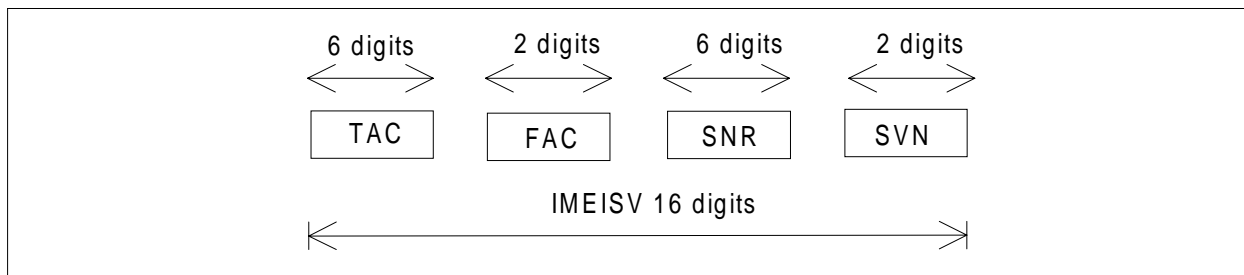 6 digits 2 digits 6 digits 2 digits
TAC FAC SNR SVN
IMEISV 16 digits